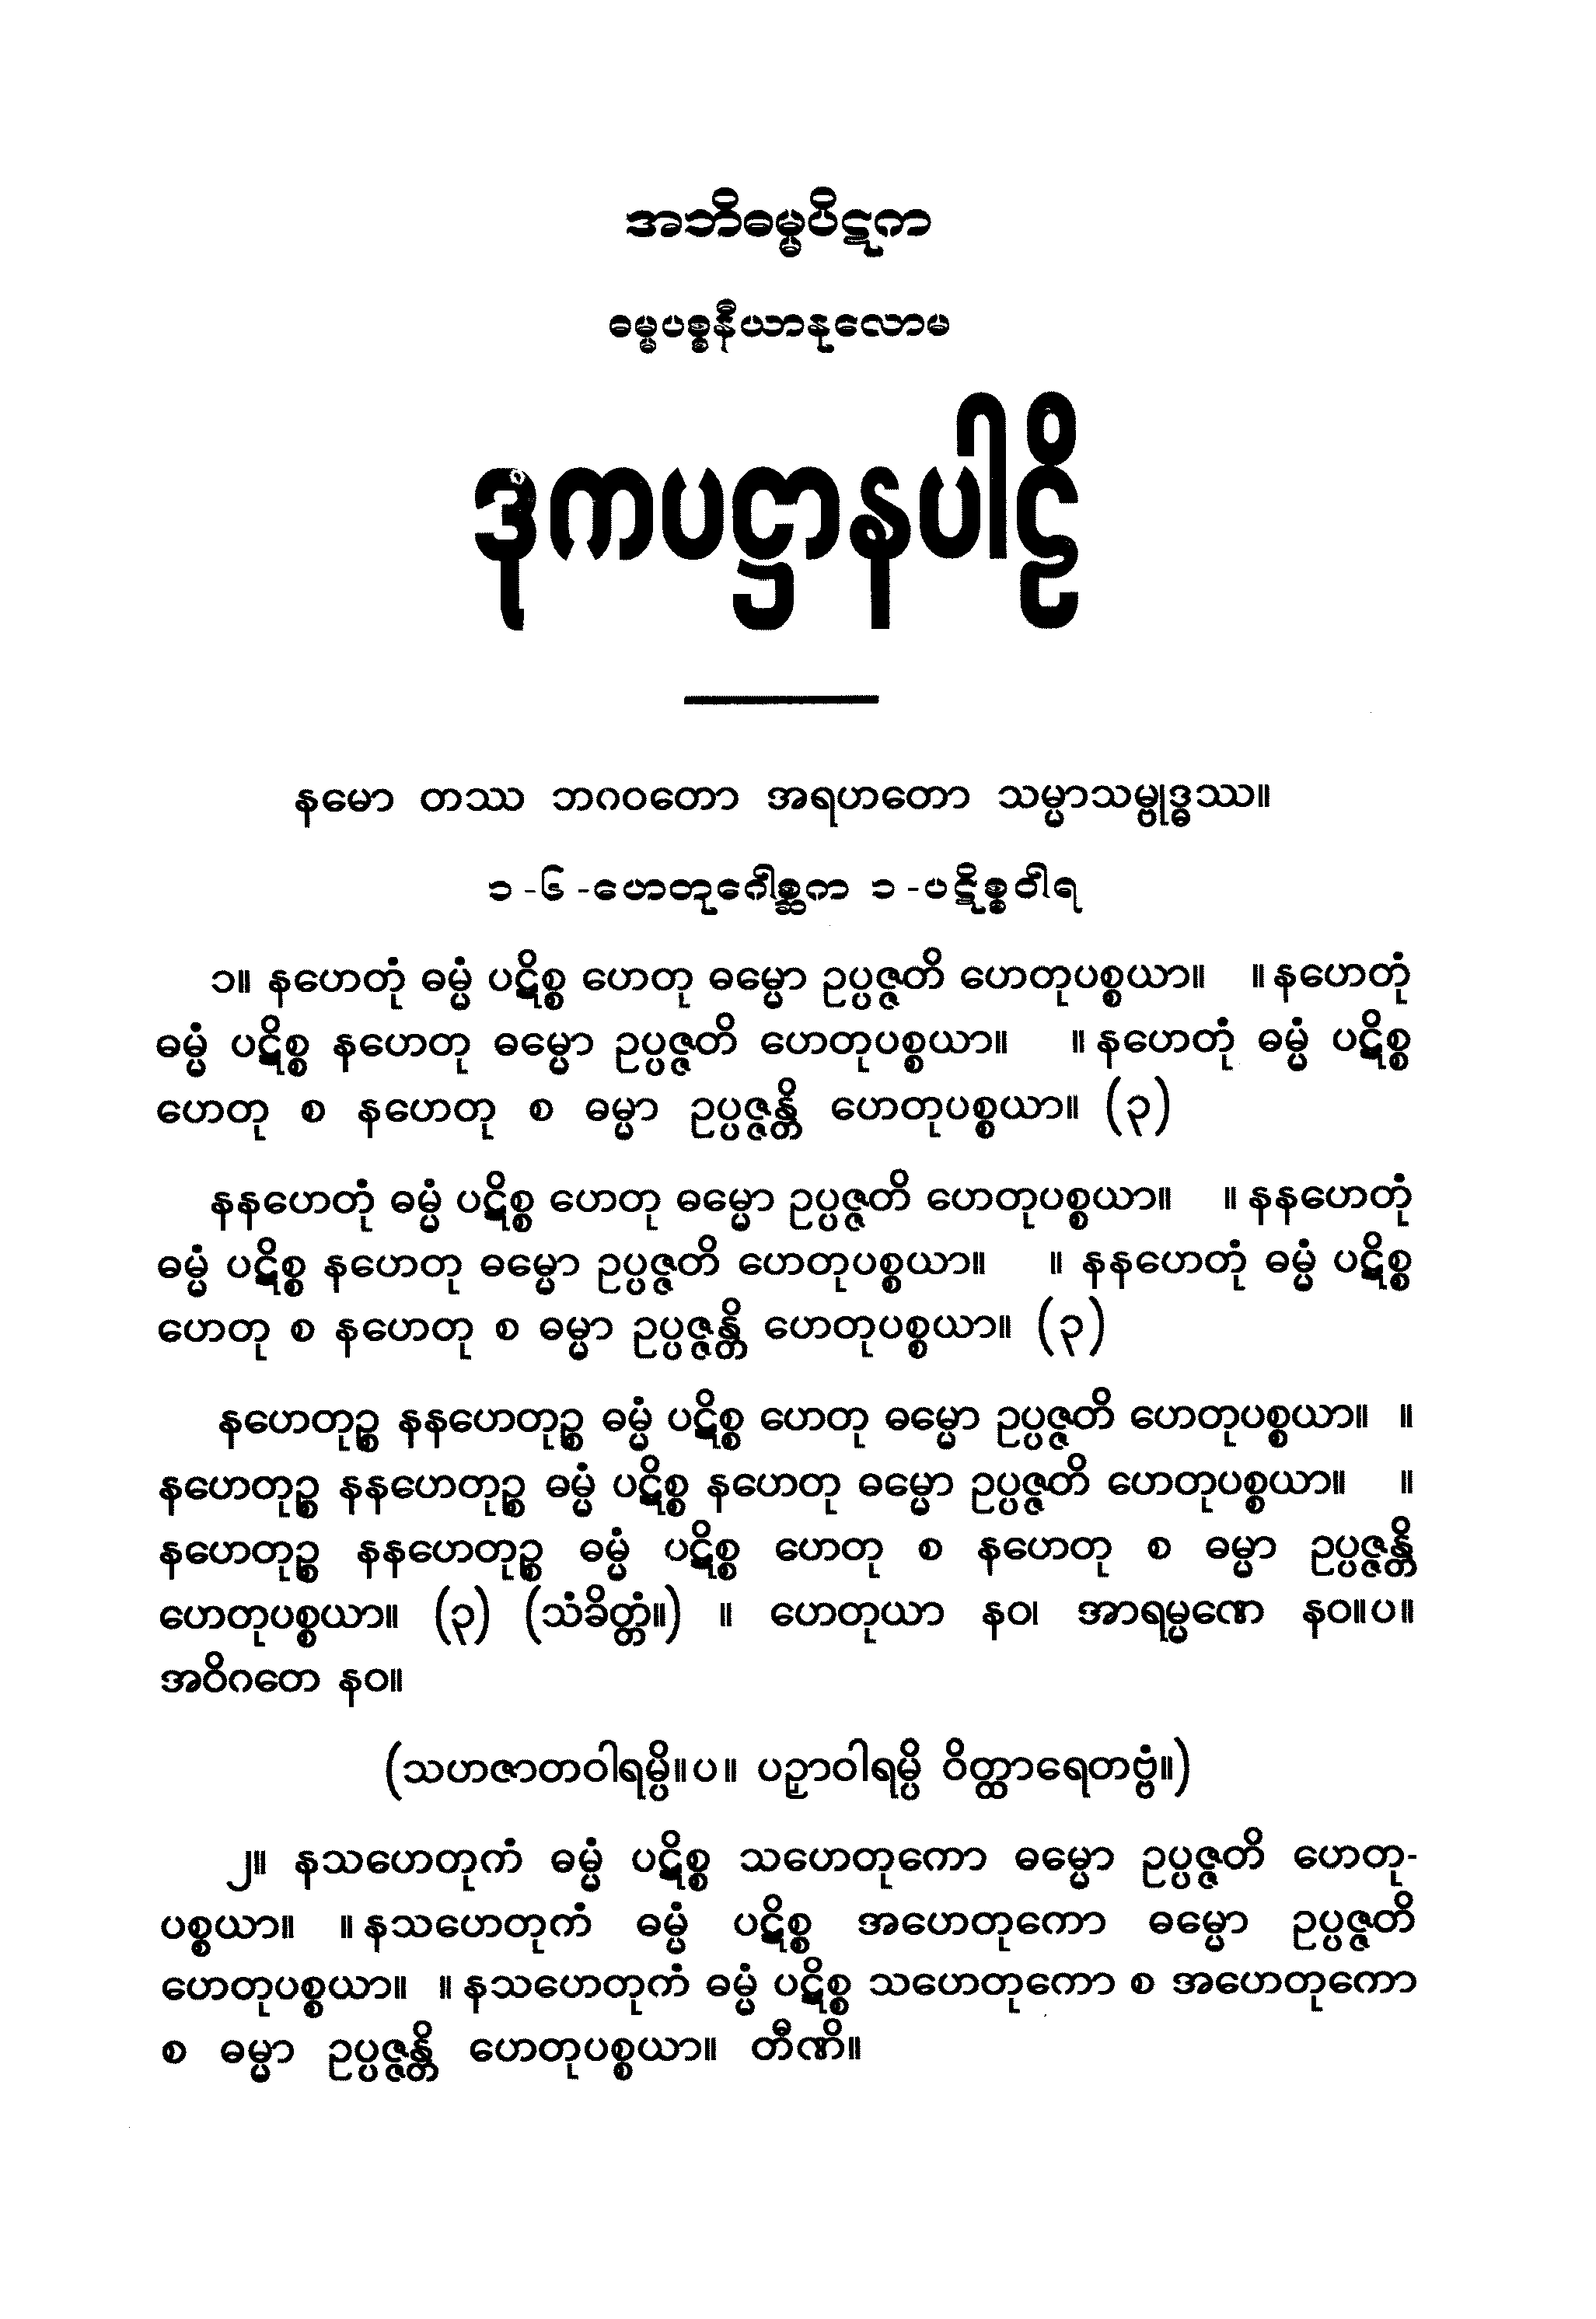 အဘိဓမ္မပိဋက
ဓမ္မပစ္စနီယာနုလောမ
ဒုကပဋ္ဌာနပါဠိ
နမော တဿ ဘဂဝတော အရဟတော သမ္မာသမ္ဗုဒ္ဓဿ။
၁ -၆ -ဟေတုဂေါစ္ဆက ၁ -ပဋိစ္စဝါရ
၁။ နဟေတုံ ဓမ္မံ ပဋိစ္စ ဟေတု ဓမ္မော ဥပ္ပဇ္ဇတိ ဟေတုပစ္စယာ။ ။ နဟေတုံ
ဓမ္မံ ပဋိစ္စ နဟေတု ဓမ္မော ဥပ္ပဇ္ဇတိ ဟေတုပစ္စယာ။ ။ နဟေတုံ ဓမ္မံ ပဋိစ္စ
ဟေတု စ နဟေတု စ ဓမ္မာ ဥပ္ပဇ္ဇန္တိ ဟေတုပစ္စယာ။ (၃)
နနဟေတုံ ဓမ္မံ ပဋိစ္စ ဟေတု ဓမ္မော ဥပ္ပဇ္ဇတိ ဟေတုပစ္စယာ။ ။ နနဟေတုံ
ဓမ္မံ ပဋိစ္စ နဟေတု ဓမ္မော ဥပ္ပဇ္ဇတိ ဟေတုပစ္စယာ။ ။ နနဟေတုံ ဓမ္မံ ပဋိစ္စ
ဟေတု စ နဟေတု စ ဓမ္မာ ဥပ္ပဇ္ဇန္တိ ဟေတုပစ္စယာ။ (၃)
နဟေတုဉ္စ နနဟေတုဉ္စ ဓမ္မံ ပဋိစ္စ ဟေတု ဓမ္မော ဥပ္ပဇ္ဇတိ ဟေတုပစ္စယာ။ ။
နဟေတုဉ္စ နနဟေတုဉ္စ ဓမ္မံ ပဋိစ္စ နဟေတု ဓမ္မော ဥပ္ပဇ္ဇတိ ဟေတုပစ္စယာ။ ။
နဟေတုဉ္စ နနဟေတုဉ္စ ဓမ္မံ ပဋိစ္စ ဟေတု စ နဟေတု စ ဓမ္မာ ဥပ္ပဇ္ဇန္တိ
ဟေတုပစ္စယာ။ (၃) (သံခိတ္တံ။) ။ ဟေတုယာ နဝ၊ အာရမ္မဏေ နဝ။ပ။
အဝိဂတေ နဝ။
(သဟဇာတဝါရမ္ပိ။ပ။ ပဉှာဝါရမ္ပိ ဝိတ္ထာရေတဗ္ဗံ။)
၂။ နသဟေတုကံ ဓမ္မံ ပဋိစ္စ သဟေတုကော ဓမ္မော ဥပ္ပဇ္ဇတိ ဟေတု-
ပစ္စယာ။ ။ နသဟေတုကံ ဓမ္မံ ပဋိစ္စ အဟေတုကော ဓမ္မော ဥပ္ပဇ္ဇတိ
ဟေတုပစ္စယာ။ ။ နသဟေတုကံ ဓမ္မံ ပဋိစ္စ သဟေတုကော စ အဟေတုကော
စ ဓမ္မာ ဥပ္ပဇ္ဇန္တိ ဟေတုပစ္စယာ။ တီဏိ။